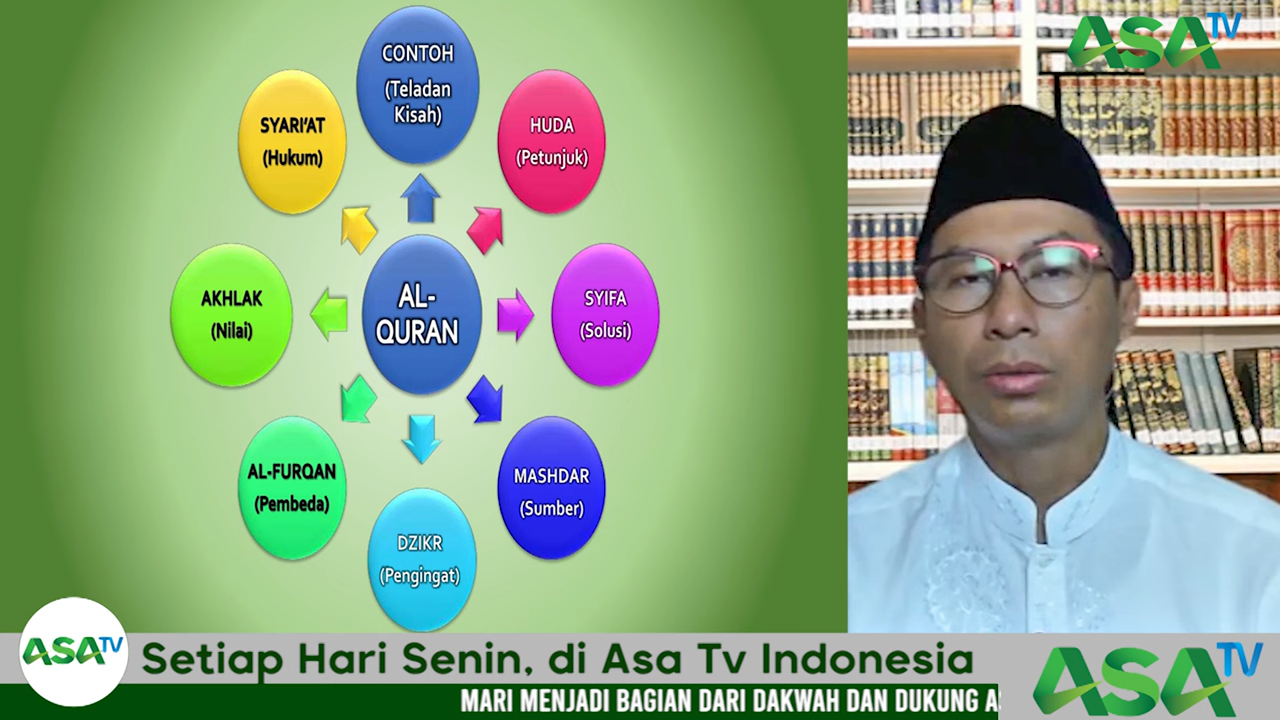 CONTOH
(Teladan
Kisah)
HUDA
(Petunjuk)
SYIFA
(Solusi)
MASHDAR
(Sumber)
DZIKR
(Pengingat)
AL-FURQAN
(Pembeda)
AKHLAK
(Nilai)
SYARI'AT
(Hukum)
AL-
QURAN
ASA TV
ASA TV
Setiap Hari Senin, di Asa Tv Indonesia
ASA TV
MARI MENJADI BAGIAN DARI DAKWAH DAN DUKUNG A